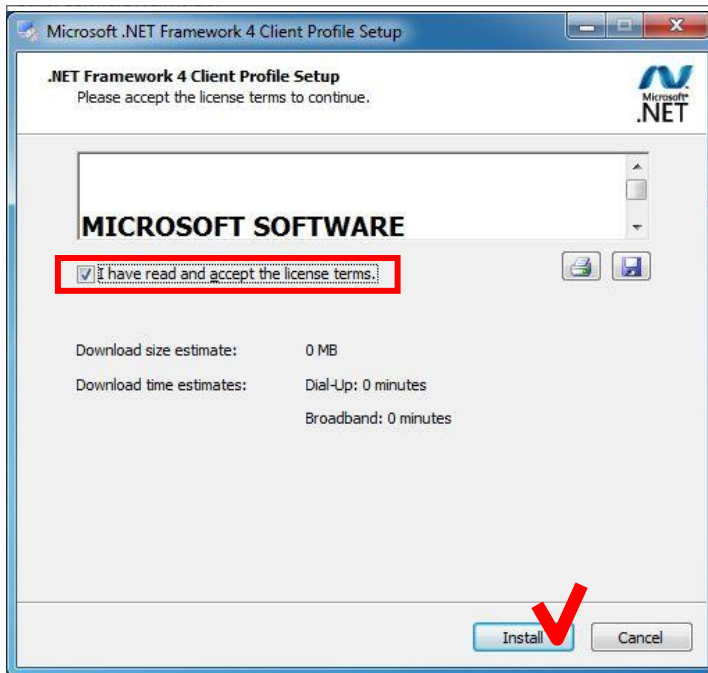 Microsoft .NET Framework 4 Client Profile Setup
.NET Framework 4 Client Profile Setup
Please accept the license terms to continue.
Microsoft
.NET
MICROSOFT SOFTWARE
I have read and accept the license terms.
Download size estimate: 0 MB
Download time estimates: Dial-Up: 0 minutes
Broadband: 0 minutes
Install Cancel